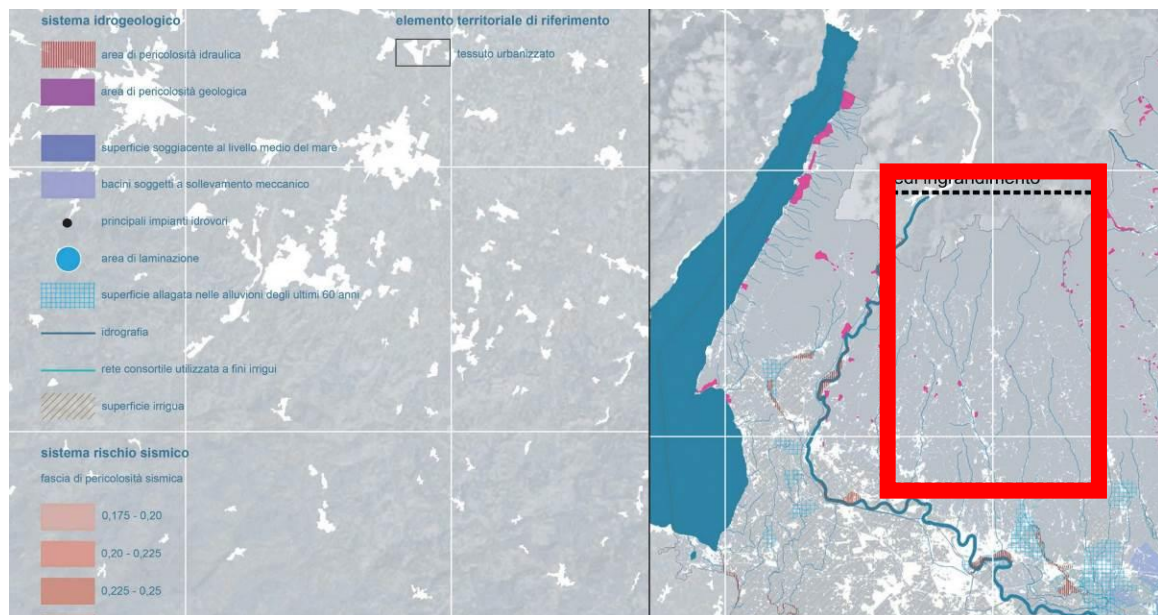 sistema idrogeologico
area di pericolosità idraulica
area di pericolosità geologica
superficie soggiacente al livello medio del mare
bacini soggetti a sollevamento meccanico
principali impianti idrovori
area di laminazione
superficie allagata nelle alluvioni degli ultimi 60 anni
idrografia
rete consortile utilizzata a fini irrigui
superficie irrigua
sistema rischio sismico
fascia di pericolosità sismica
0,175 - 0,20
0,20 - 0,225
0,225 - 0,25
elemento territoriale di riferimento
tessuto urbanizzato
ingrandimento